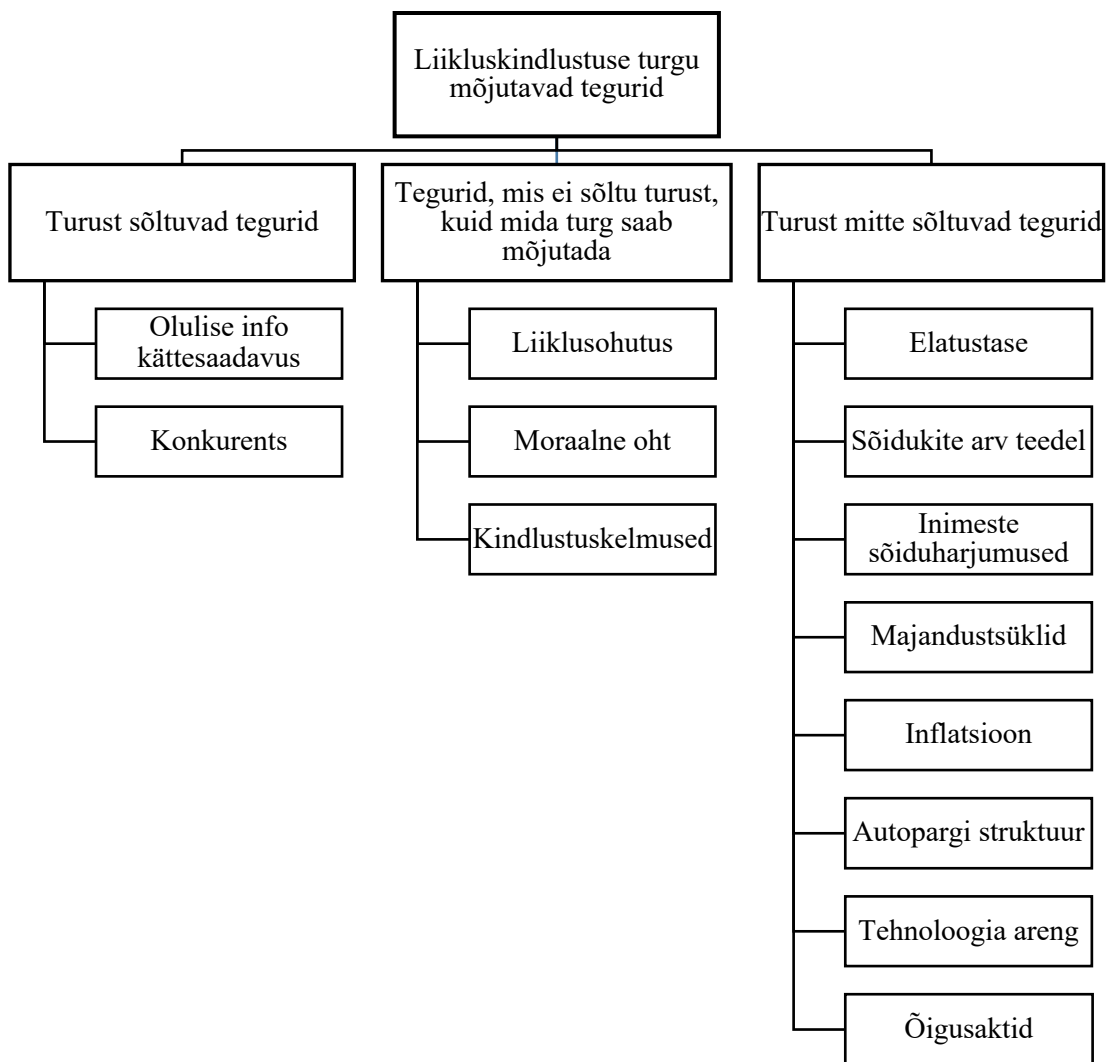 Liikluskindlustuse turgu
mõjutavad tegurid
Turust sõltuvad tegurid
Olulise info
kättesaadavus
Konkurents
Tegurid, mis ei sõltu turust,
kuid mida turg saab
mõjutada
Liiklusohutus
Moraalne oht
Kindlustuskelmused
Turust mitte sõltuvad tegurid
Elatustase
Sõidukite arv teedel
Inimeste
sõiduharjumused
Majandustsüklid
Inflatsioon
Autopargi struktuur
Tehnoloogia areng
Õigusaktid